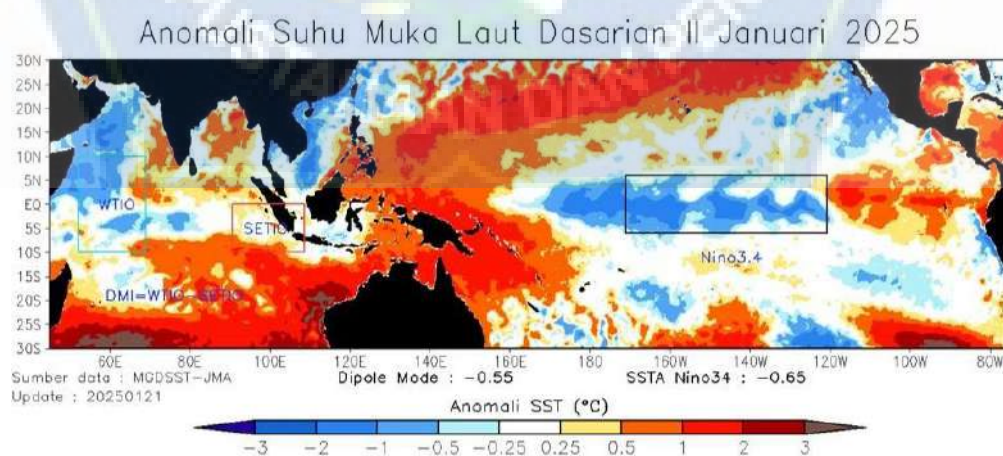 Anomali Suhu Muka Laut Dasarian II Januari 2025
30N
25N
20N
15N
10N
5N
EQ
5S
10S
15S
20S
25S
30S
WTIO
SETIO
Nino3.4
DMI=WTIO-SETIO
60E 80E 100E 120E 140E 160E 180 160W 140W 120W 100W 80W
Sumber data : MGDSST-JMA Dipole Mode : -0.55 SSTA Nino34 : -0.65
Update : 20250121
Anomali SST (°C)
-3 -2 -1 -0.5 -0.25 0.25 0.5 1 2 3